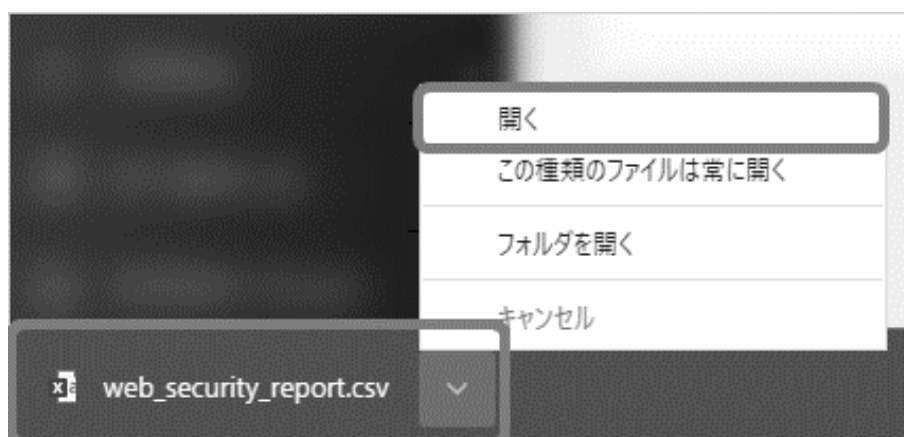 開く
この種類のファイルは常に開く
フォルダを開く
キャンセル
web_security_report.csv